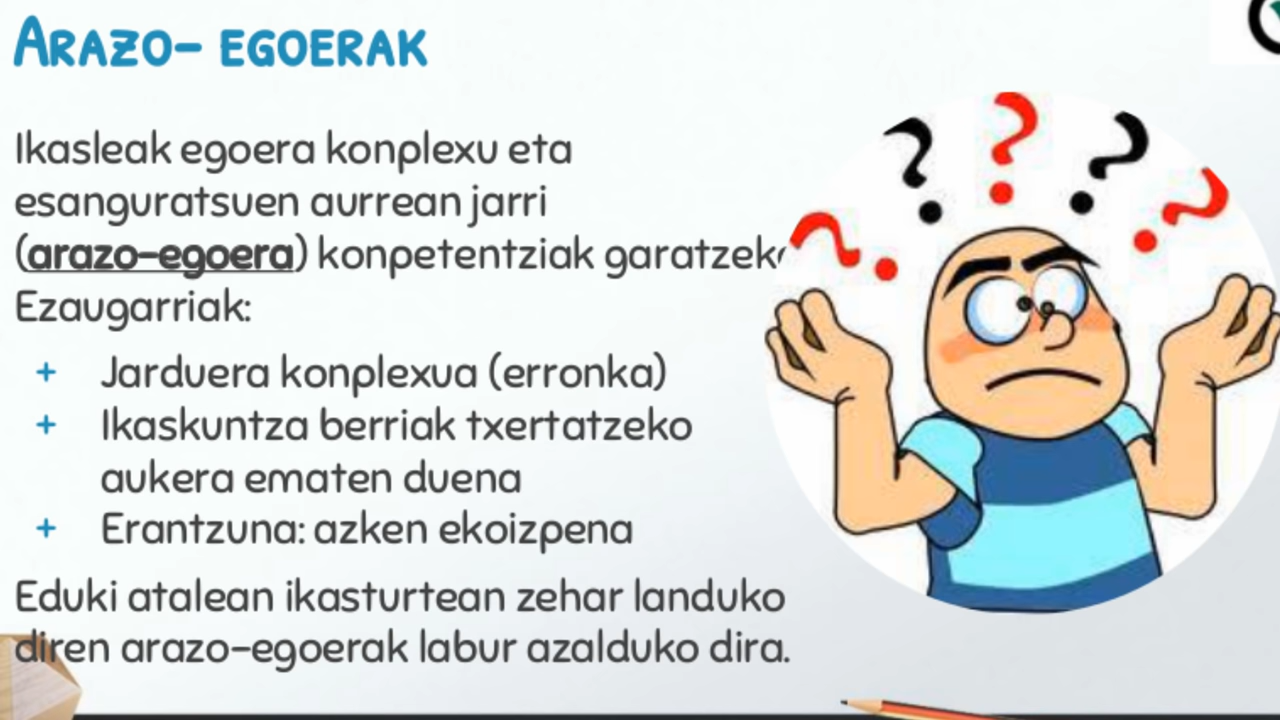 ARAZO- EGOERAK
Ikasleak egoera konplexu eta
esanguratsuen aurrean jarri
(arazo-egoera) konpetentziak garatzeko
Ezaugarriak:
+ Jarduera konplexua (erronka)
+ Ikaskuntza berriak txertatzeko
aukera ematen duena
+ Erantzuna: azken ekoizpena
Eduki atalean ikasturtean zehar landuko
diren arazo-egoerak labur azalduko dira.